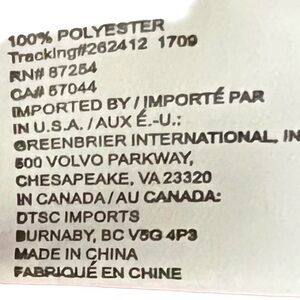 100% POLYESTER
Tracking#262412 1709
RN# 87254
CA# 57044
IMPORTED BY / IMPORTÉ PAR
IN U.S.A. / AUX É.-U.:
GREENBRIER INTERNATIONAL, IN
500 VOLVO PARKWAY,
CHESAPEAKE, VA 23320
IN CANADA / AU CANADA:
DTSC IMPORTS
BURNABY, BC V5G 4P3
MADE IN CHINA
FABRIQUÉ EN CHINE